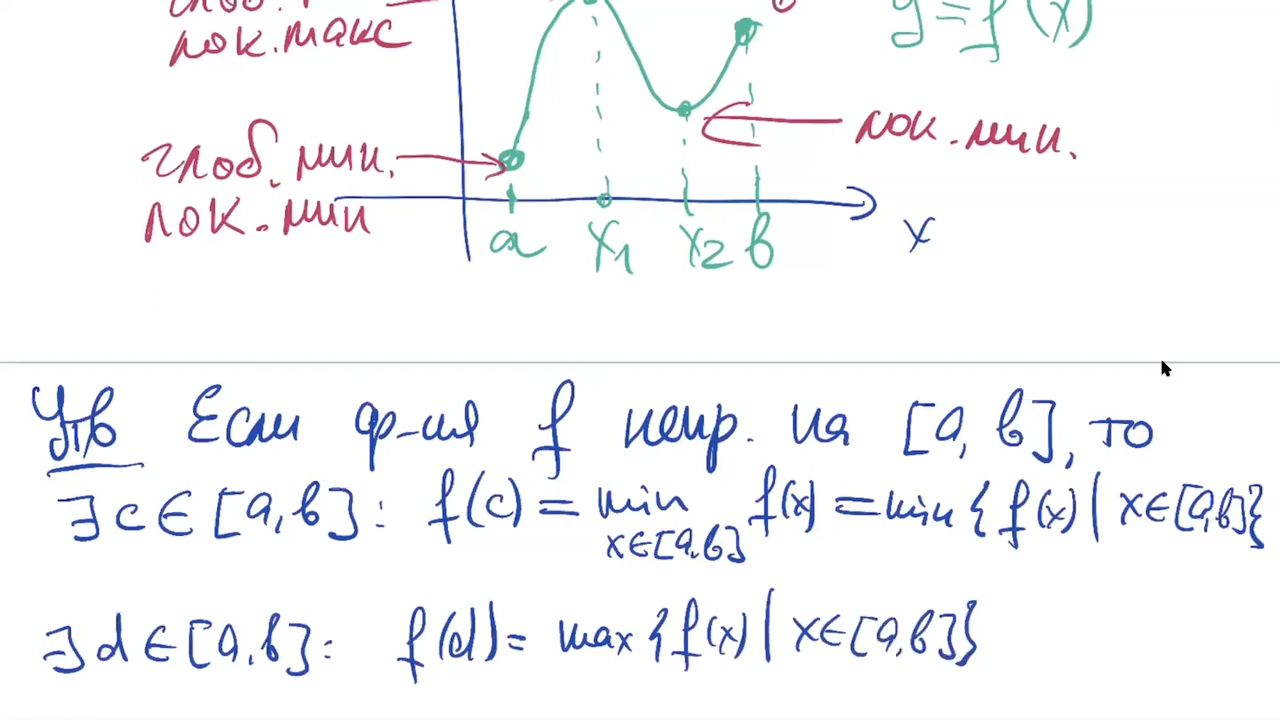 лок. макс
y = f(x)
лок. мин.
глоб. мин.
лок. мин
a x₁ x₂ b x
Утв Если ф-ия f непр. на [a, b], то
∃ c ∈ [a, b]: f(c) = min f(x) = min { f(x) | x ∈ [a, b] }
x ∈ [a, b]
∃ d ∈ [a, b]: f(d) = max { f(x) | x ∈ [a, b] }